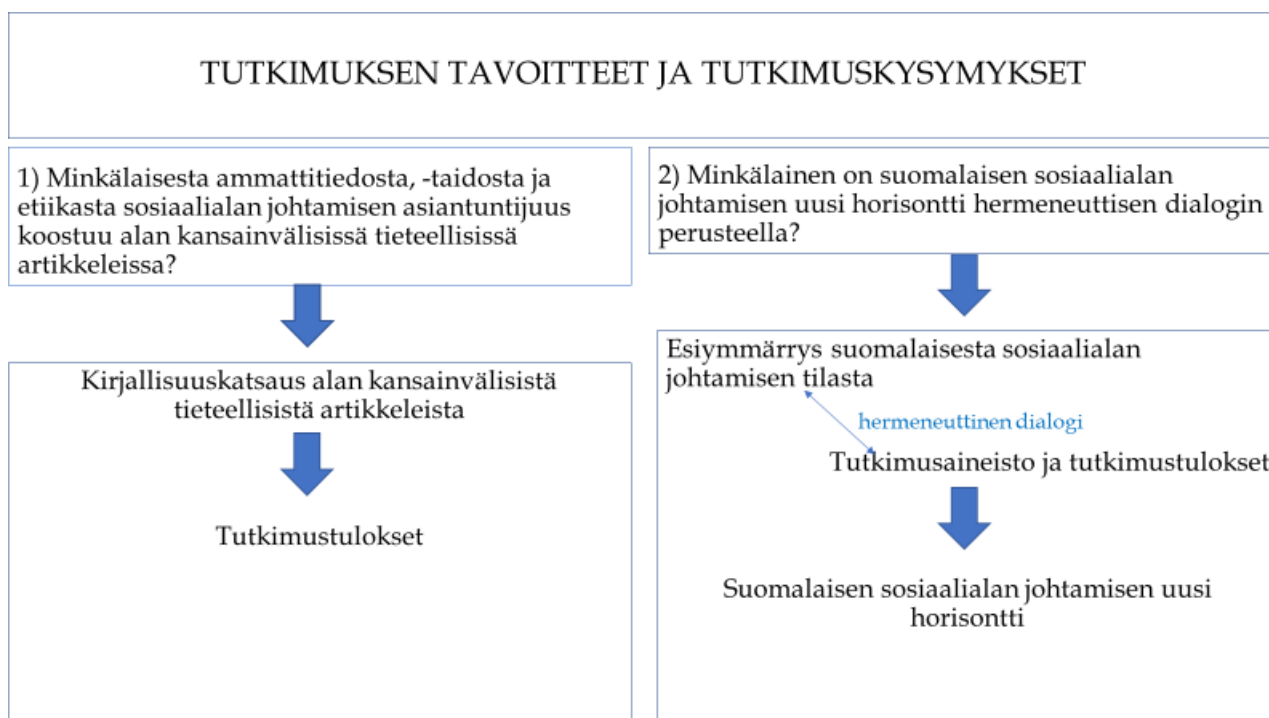 TUTKIMUKSEN TAVOITTEET JA TUTKIMUSKYSYMYKSET
1) Minkälaisesta ammattitiedosta, -taidosta ja
etiikasta sosiaalialan johtamisen asiantuntijuus
koostuu alan kansainvälisissä tieteellisissä
artikkeleissa?
Kirjallisuuskatsaus alan kansainvälisistä
tieteellisistä artikkeleista
Tutkimustulokset
2) Minkälainen on suomalaisen sosiaalialan
johtamisen uusi horisontti hermeneuttisen dialogin
perusteella?
Esiymmärrys suomalaisesta sosiaalialan
johtamisen tilasta
hermeneuttinen dialogi
Tutkimusaineisto ja tutkimustulokset
Suomalaisen sosiaalialan johtamisen uusi
horisontti